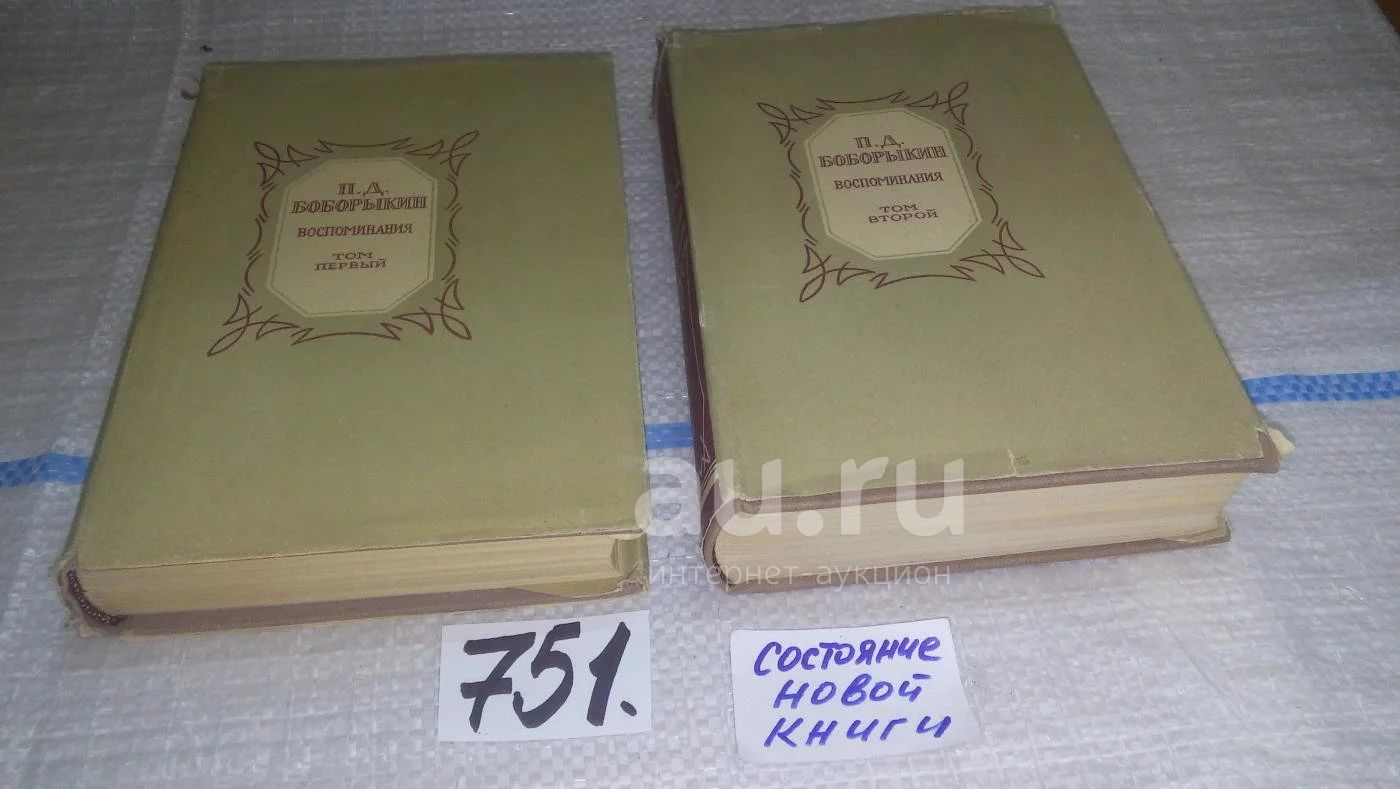 П.Д.
БОБОРЫКИН
ВОСПОМИНАНИЯ
ТОМ
ПЕРВЫЙ
П.Д.
БОБОРЫКИН
ВОСПОМИНАНИЯ
ТОМ
ВТОРОЙ
au.ru
интернет-аукцион
751.
СОСТОЯНИЕ
НОВОЙ
КНИГИ